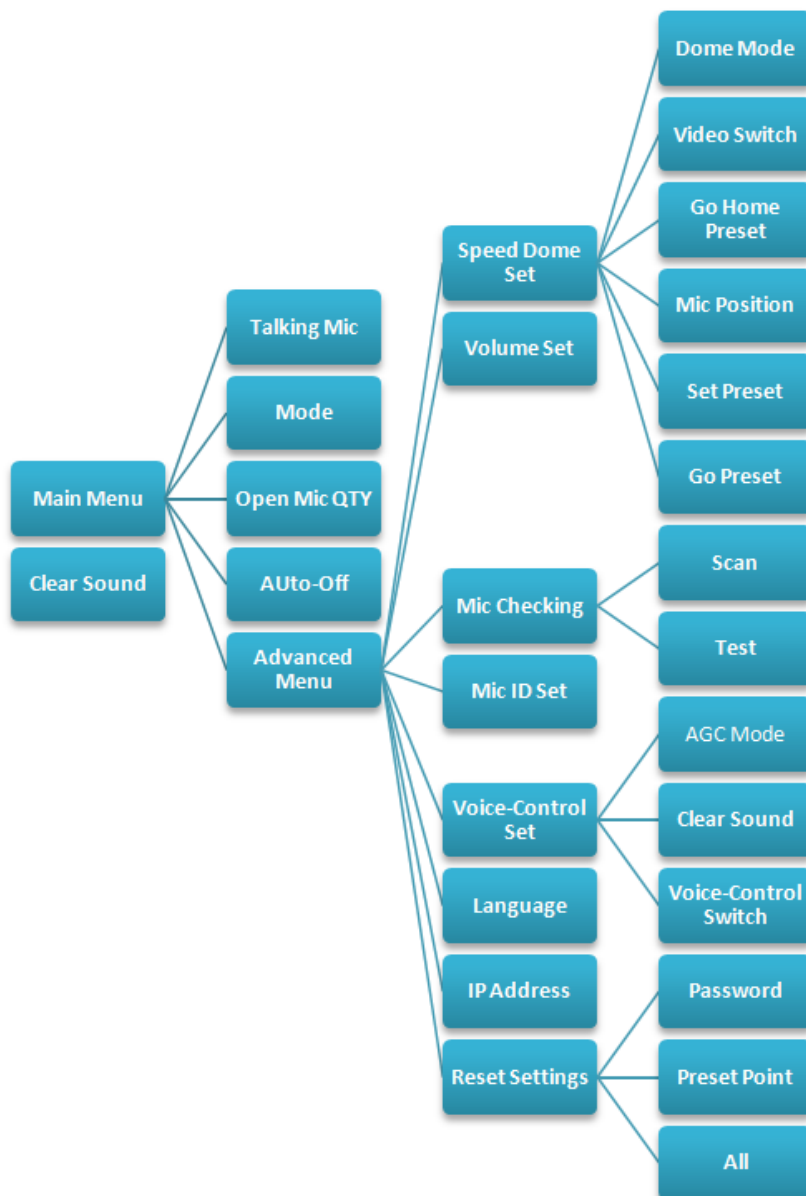 Main Menu
Clear Sound
Talking Mic
Mode
Open Mic QTY
AUto-Off
Advanced
Menu
Speed Dome
Set
Volume Set
Mic Checking
Mic ID Set
Voice-Control
Set
Language
IP Address
Reset Settings
Dome Mode
Video Switch
Go Home
Preset
Mic Position
Set Preset
Go Preset
Scan
Test
AGC Mode
Clear Sound
Voice-Control
Switch
Password
Preset Point
All